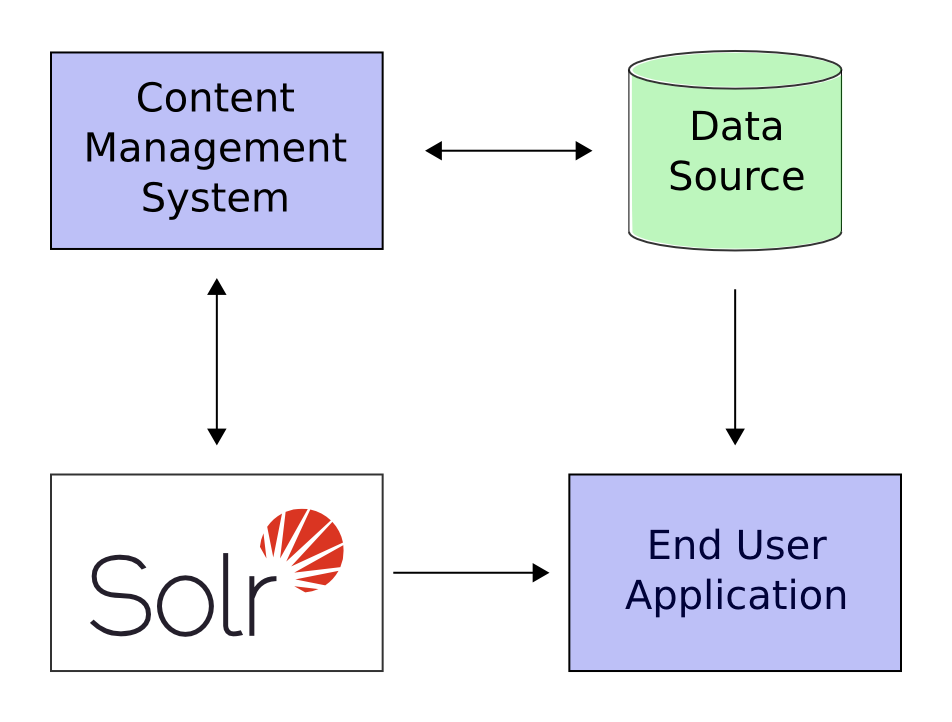 Content
Management
System
Data
Source
Solr
End User
Application